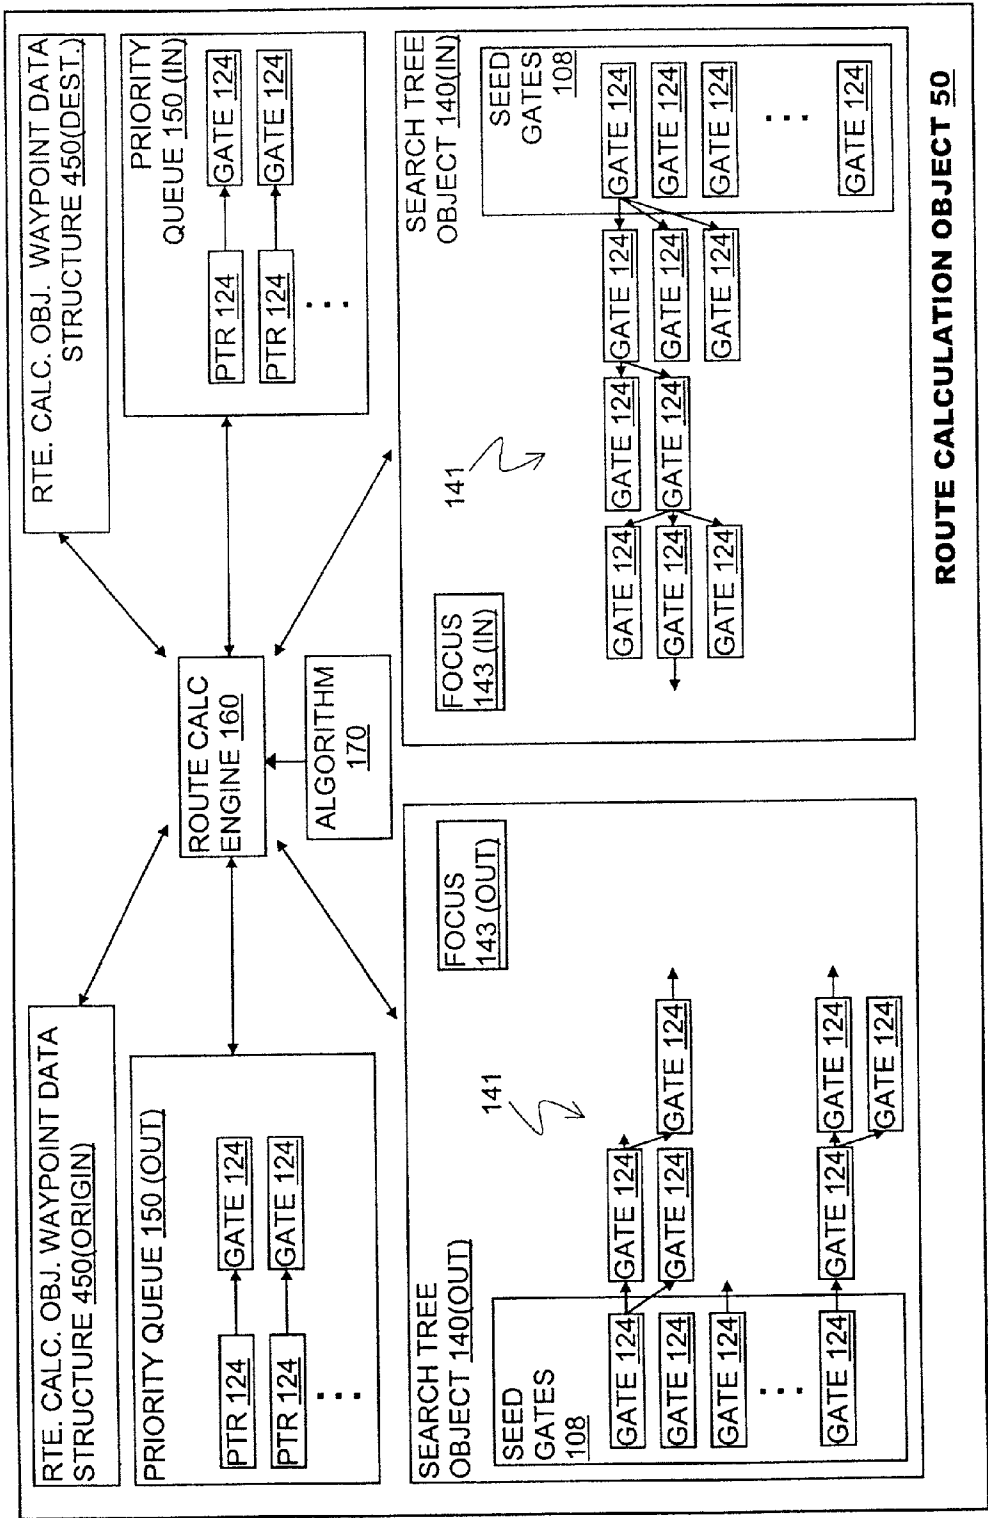 RTE. CALC. OBJ. WAYPOINT DATA
STRUCTURE 450(ORIGIN)
RTE. CALC. OBJ. WAYPOINT DATA
STRUCTURE 450(DEST.)
ROUTE CALC
ENGINE 160
ALGORITHM
170
PRIORITY QUEUE 150 (OUT)
PTR 124
GATE 124
PTR 124
GATE 124
PRIORITY
QUEUE 150 (IN)
PTR 124
GATE 124
PTR 124
GATE 124
SEARCH TREE
OBJECT 140(OUT)
FOCUS
143 (OUT)
141
SEED
GATES
108
GATE 124
GATE 124
GATE 124
GATE 124
GATE 124
GATE 124
GATE 124
GATE 124
GATE 124
GATE 124
GATE 124
SEARCH TREE
OBJECT 140(IN)
FOCUS
143 (IN)
141
SEED
GATES
108
GATE 124
GATE 124
GATE 124
GATE 124
GATE 124
GATE 124
GATE 124
GATE 124
GATE 124
GATE 124
GATE 124
GATE 124
ROUTE CALCULATION OBJECT 50